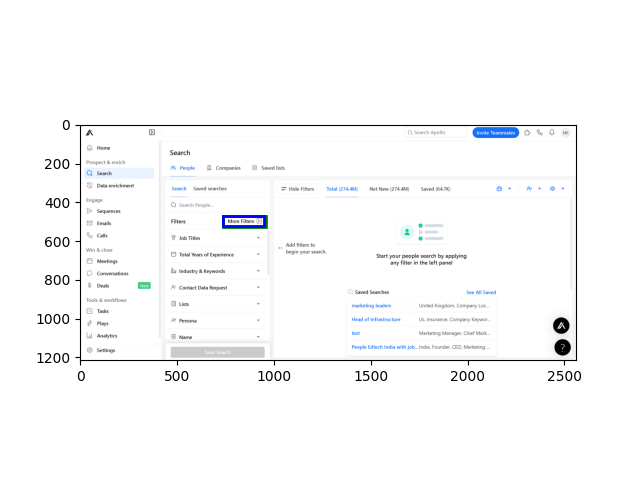 Search Apollo
Invite Teammates
NR
Home
Prospect & enrich
Search
Data enrichment
Engage
Sequences
Emails
Calls
Win & close
Meetings
Conversations
Deals
New
Tools & workflows
Tasks
Plays
Analytics
Settings
Search
People
Companies
Saved lists
Search
Saved searches
Search People...
Filters
More Filters
Job Titles
Total Years of Experience
Industry & Keywords
Contact Data Request
Lists
Persona
Name
Save Search
Hide Filters
Total (274.4M)
Net New (274.4M)
Saved (64.7K)
Add filters to
begin your search.
Start your people search by applying
any filter in the left panel
Saved Searches
See All Saved
marketing leaders
United Kingdom, Company Loc...
Head of Infrastructure
UI, insurance, Company Keywor...
test
Marketing Manager, Chief Mark...
People Edtech India with job...
India, Founder, CEO, Marketing ...
?
0
200
400
600
800
1000
1200
0
500
1000
1500
2000
2500